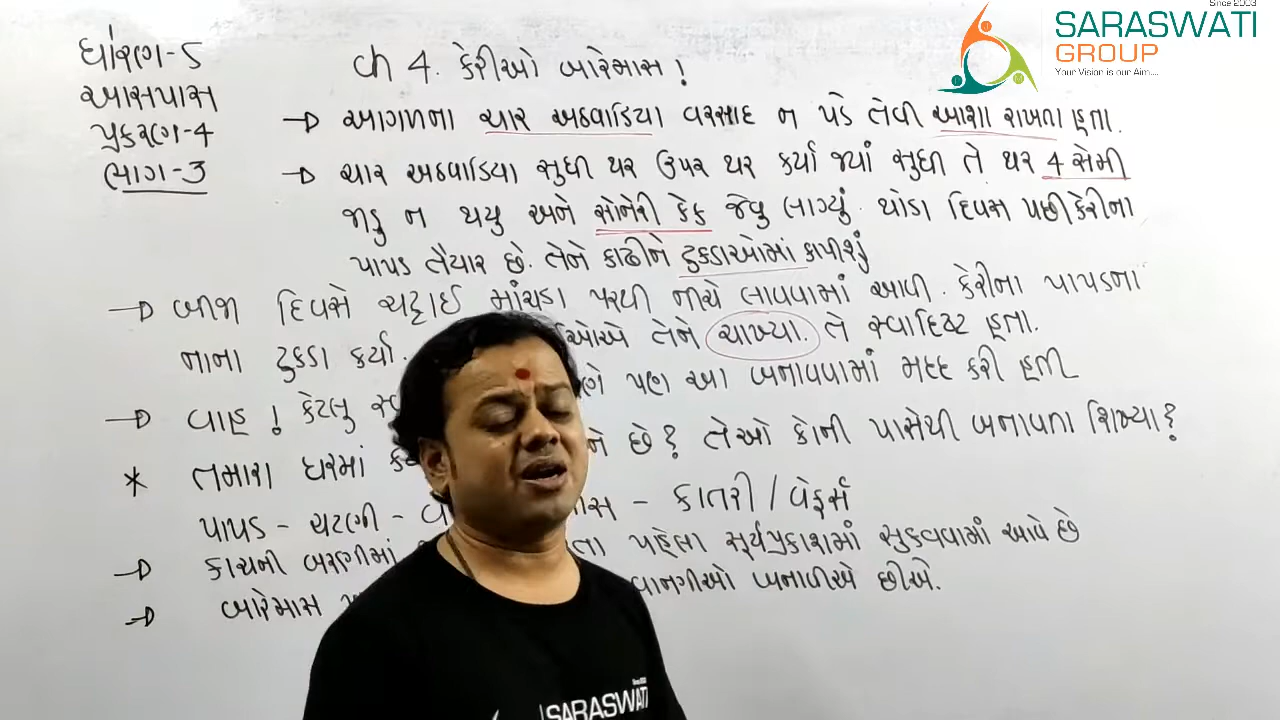 Since 2003
SARASWATI
GROUP
Your Vision is our Aim....
ધોરણ-5
આસપાસ
પ્રકરણ-4
ભાગ-3
ch 4. કેરીઓ બારેમાસ !
→ આગળના ચાર અઠવાડિયા વરસાદ ન પડે તેવી આશા રાખતા હતા.
→ ચાર અઠવાડિયા સુધી થર ઉપર થર કર્યા જ્યાં સુધી તે થર 4 સેમી
જાડુ ન થયુ અને સોનેરી કેક જેવુ લાગ્યું. થોડા દિવસ પછી કેરીના
પાપડ તૈયાર છે. તેને કાઢીને ટુકડાઓમાં કાપીશું
→ બીજા દિવસે ચટ્ટાઈ માંચડા પરથી નીચે લાવવામાં આવી. કેરીના પાપડના
નાના ટુકડા કર્યા. તેને ચાખ્યા. તે સ્વાદિષ્ટ હતા.
→ વાહ ! કેટલુ પણ આ બનાવવામાં મદદ કરી હતી
* તમારા ઘરમાં છે? તેઓ કોની પાસેથી બનાવતા શિખ્યા?
પાપડ - ચટણી - - કાતરી / વેફર્સ
→ કાચની બરણીમાં પહેલા સૂર્યપ્રકાશમાં સુકવવામાં આવે છે
→ બારેમાસ વાનગીઓ બનાવીએ છીએ.
Since 2003
SARASWATI